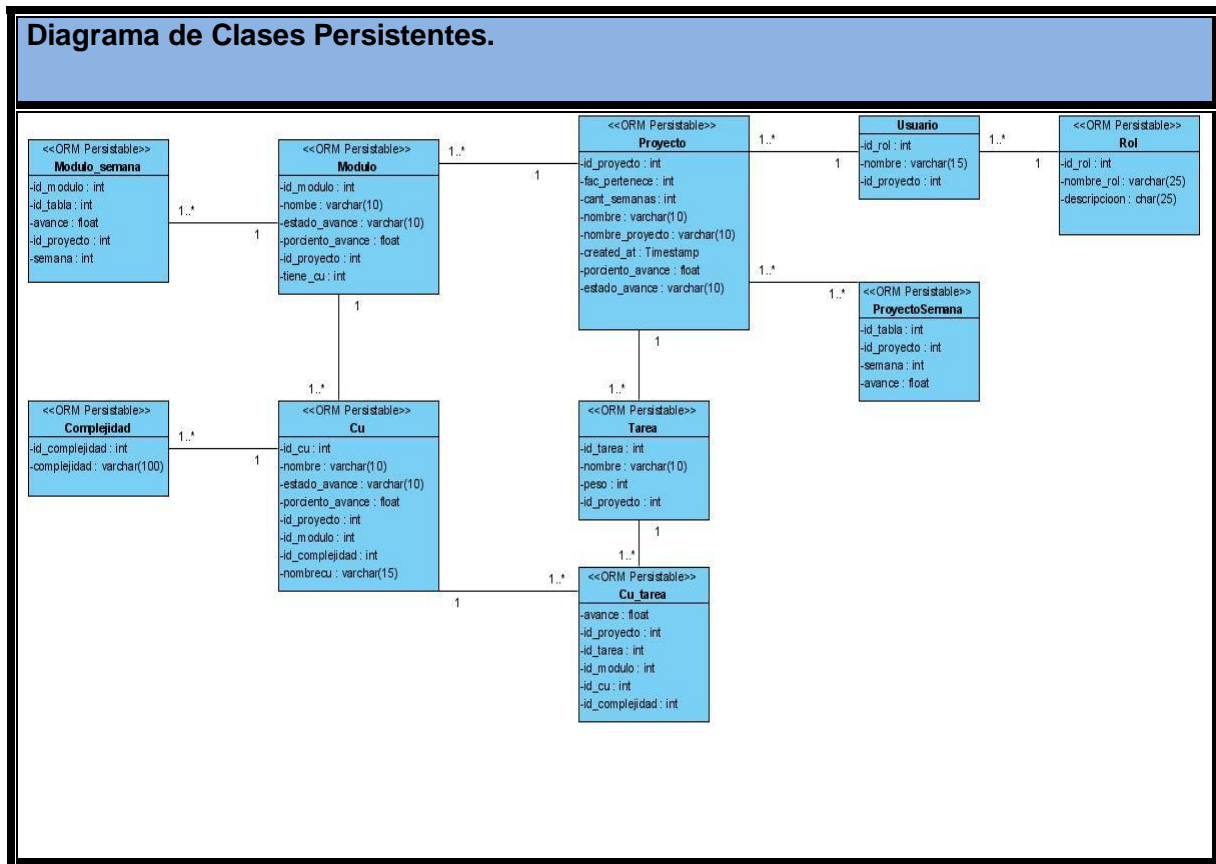 Diagrama de Clases Persistentes.
<<ORM Persistable>>
Modulo_semana
-id_modulo : int
-id_tabla : int
-avance : float
-id_proyecto : int
-semana : int
1..*
1
<<ORM Persistable>>
Modulo
-id_modulo : int
-nombe : varchar(10)
-estado_avance : varchar(10)
-porciento_avance : float
-id_proyecto : int
-tiene_cu : int
1..*
1
<<ORM Persistable>>
Proyecto
-id_proyecto : int
-fac_pertenece : int
-cant_semanas : int
-nombre : varchar(10)
-nombre_proyecto : varchar(10)
-created_at : Timestamp
-porciento_avance : float
-estado_avance : varchar(10)
1..*
1
Usuario
-id_rol : int
-nombre : varchar(15)
-id_proyecto : int
1..*
1
<<ORM Persistable>>
Rol
-id_rol : int
-nombre_rol : varchar(25)
-descripcioon : char(25)
1..*
1..*
<<ORM Persistable>>
ProyectoSemana
-id_tabla : int
-id_proyecto : int
-semana : int
-avance : float
1
1..*
1
1..*
<<ORM Persistable>>
Complejidad
-id_complejidad : int
-complejidad : varchar(100)
1..*
1
<<ORM Persistable>>
Cu
-id_cu : int
-nombre : varchar(10)
-estado_avance : varchar(10)
-porciento_avance : float
-id_proyecto : int
-id_modulo : int
-id_complejidad : int
-nombrecu : varchar(15)
<<ORM Persistable>>
Tarea
-id_tarea : int
-nombre : varchar(10)
-peso : int
-id_proyecto : int
1
1..*
1..*
1
<<ORM Persistable>>
Cu_tarea
-avance : float
-id_proyecto : int
-id_tarea : int
-id_modulo : int
-id_cu : int
-id_complejidad : int